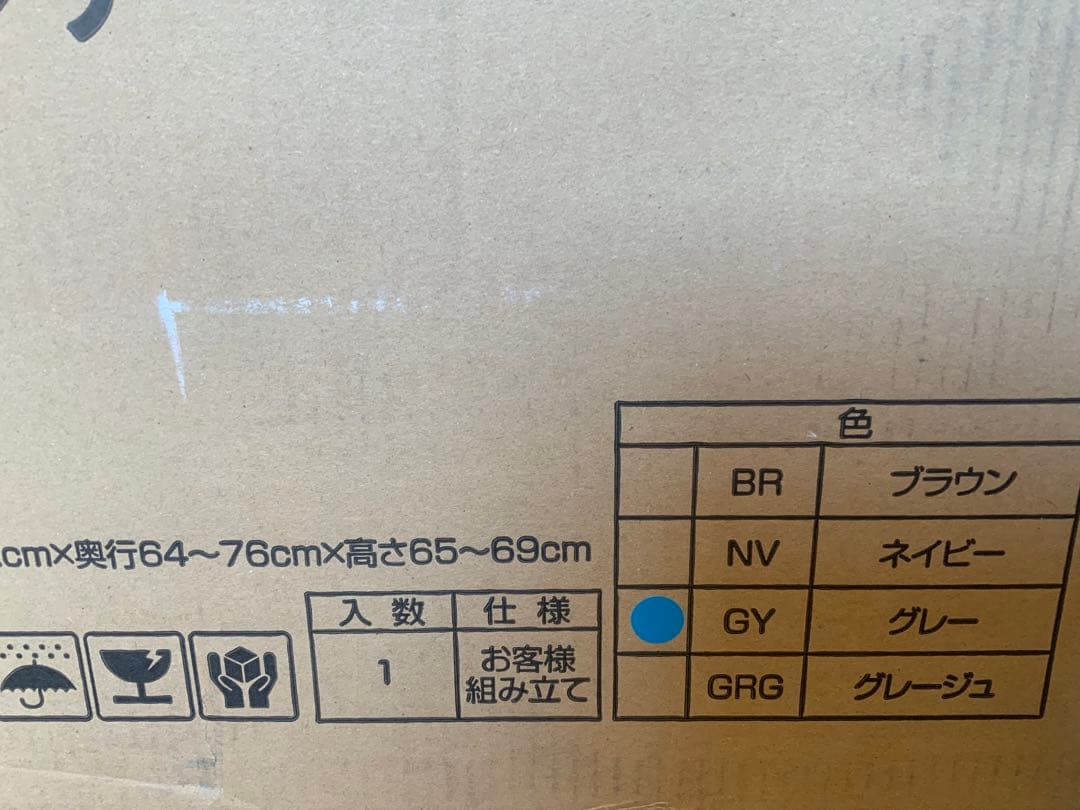 cm×奥行64～76cm×高さ65～69cm
入数 仕様
1 お客様
組み立て
色
BR ブラウン
NV ネイビー
GY グレー
GRG グレージュ